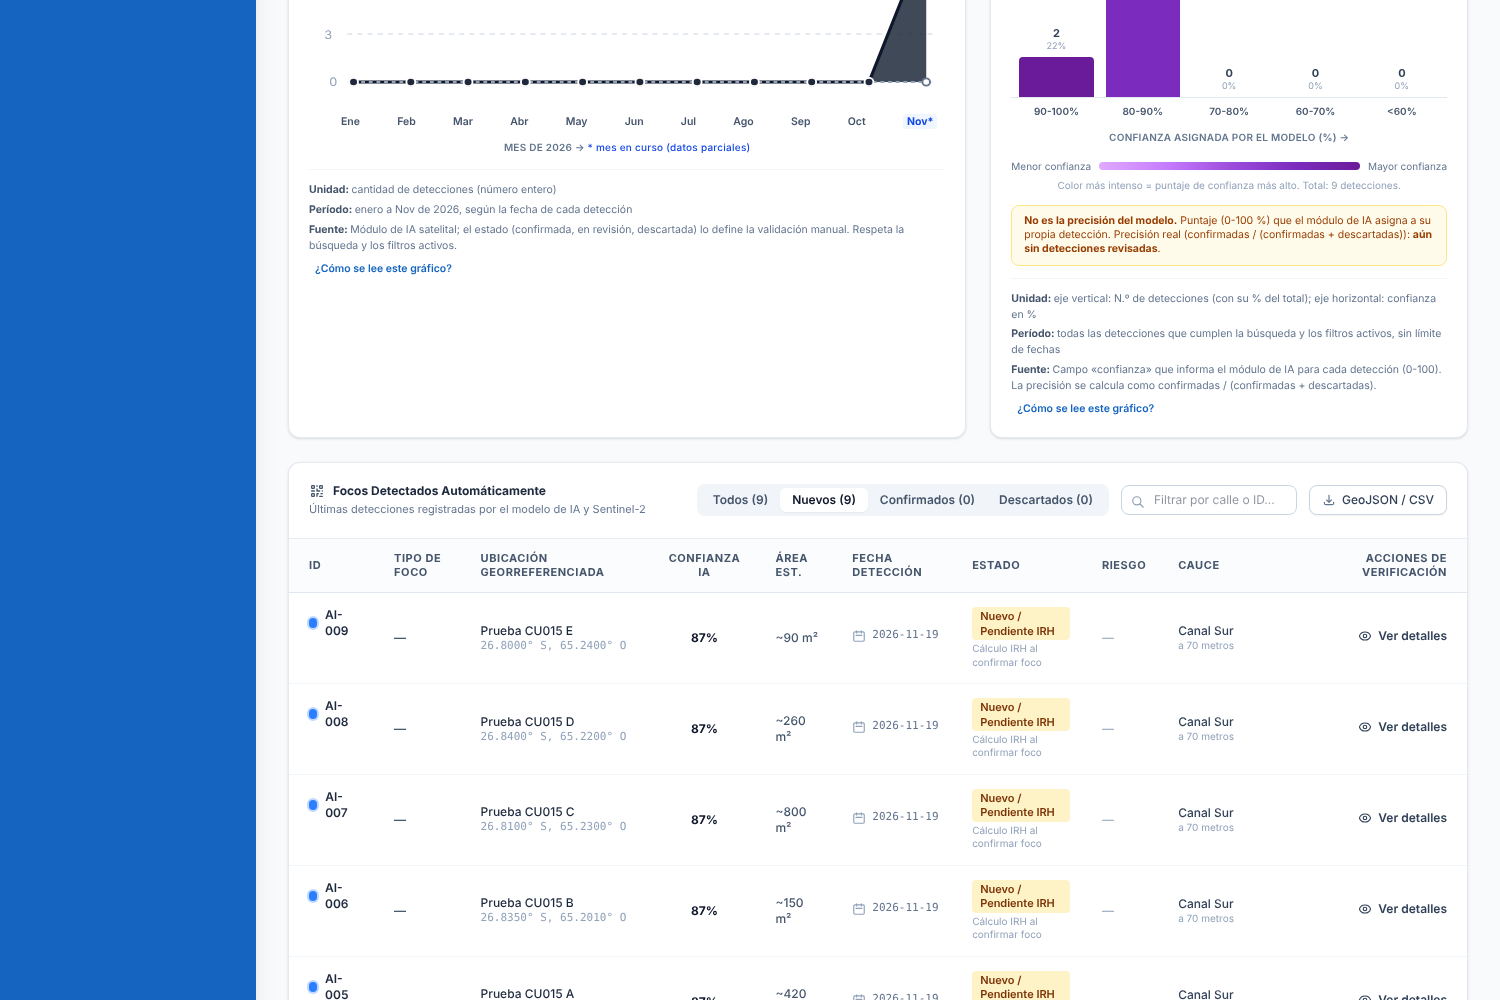 3
0
Ene Feb Mar Abr May Jun Jul Ago Sep Oct Nov*
MES DE 2026 → * mes en curso (datos parciales)
Unidad: cantidad de detecciones (número entero)
Período: enero a Nov de 2026, según la fecha de cada detección
Fuente: Módulo de IA satelital; el estado (confirmada, en revisión, descartada) lo define la validación manual. Respeta la
búsqueda y los filtros activos.
¿Cómo se lee este gráfico?
2
22%
0 0 0
0% 0% 0%
90-100% 80-90% 70-80% 60-70% <60%
CONFIANZA ASIGNADA POR EL MODELO (%) →
Menor confianza Mayor confianza
Color más intenso = puntaje de confianza más alto. Total: 9 detecciones.
No es la precisión del modelo. Puntaje (0-100 %) que el módulo de IA asigna a su
propia detección. Precisión real (confirmadas / (confirmadas + descartadas)): aún
sin detecciones revisadas.
Unidad: eje vertical: N.º de detecciones (con su % del total); eje horizontal: confianza
en %
Período: todas las detecciones que cumplen la búsqueda y los filtros activos, sin límite
de fechas
Fuente: Campo «confianza» que informa el módulo de IA para cada detección (0-100).
La precisión se calcula como confirmadas / (confirmadas + descartadas).
¿Cómo se lee este gráfico?
Focos Detectados Automáticamente
Últimas detecciones registradas por el modelo de IA y Sentinel-2
Todos (9) Nuevos (9) Confirmados (0) Descartados (0)
Filtrar por calle o ID...
GeoJSON / CSV
ID
TIPO DE
FOCO
UBICACIÓN
GEORREFERENCIADA
CONFIANZA
IA
ÁREA
EST.
FECHA
DETECCIÓN
ESTADO
RIESGO
CAUCE
ACCIONES DE
VERIFICACIÓN
AI-
009
—
Prueba CU015 E
26.8000° S, 65.2400° O
87%
~90 m²
2026-11-19
Nuevo /
Pendiente IRH
Cálculo IRH al
confirmar foco
—
Canal Sur
a 70 metros
Ver detalles
AI-
008
—
Prueba CU015 D
26.8400° S, 65.2200° O
87%
~260
m²
2026-11-19
Nuevo /
Pendiente IRH
Cálculo IRH al
confirmar foco
—
Canal Sur
a 70 metros
Ver detalles
AI-
007
—
Prueba CU015 C
26.8100° S, 65.2300° O
87%
~800
m²
2026-11-19
Nuevo /
Pendiente IRH
Cálculo IRH al
confirmar foco
—
Canal Sur
a 70 metros
Ver detalles
AI-
006
—
Prueba CU015 B
26.8350° S, 65.2010° O
87%
~150
m²
2026-11-19
Nuevo /
Pendiente IRH
Cálculo IRH al
confirmar foco
—
Canal Sur
a 70 metros
Ver detalles
AI-
005
Prueba CU015 A
87%
~420
2026-11-19
Nuevo /
Pendiente IRH
Canal Sur
Ver detalles